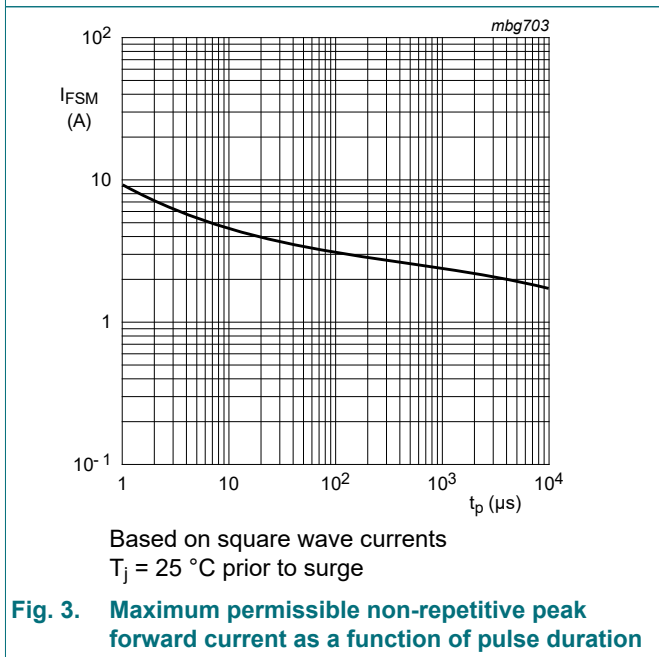 mbg703
10²
I_FSM
(A)
10
1
10⁻¹
1 10 10² 10³ 10⁴
t_p (µs)
Based on square wave currents
T_j = 25 °C prior to surge
Fig. 3. Maximum permissible non-repetitive peak
forward current as a function of pulse duration